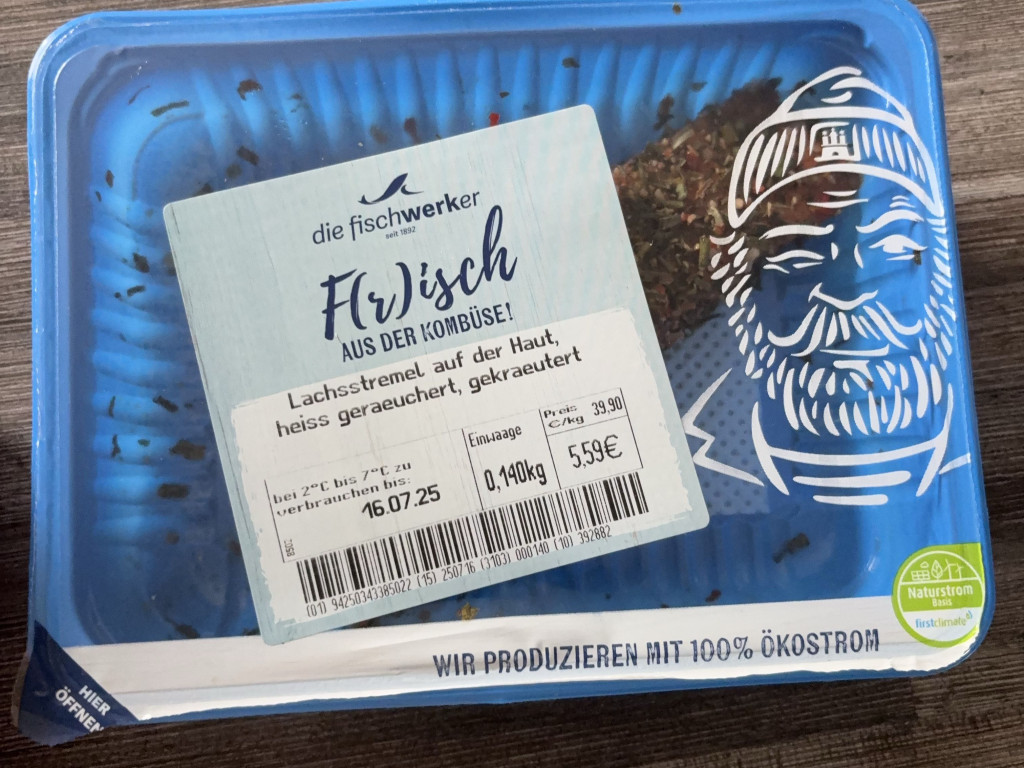 die fischwerker
seit 1892
F(r)isch
AUS DER KOMBÜSE!
Lachsstremel auf der Haut,
heiss geraeuchert, gekraeutert
bei 2°C bis 7°C zu
verbrauchen bis:
16.07.25
Einwaage
0,140kg
Preis
€/kg 39,90
5,59€
8502
(01) 94250343385022 (15) 250716 (3103) 000140 (10) 392882
Naturstrom
Basis
firstclimate
WIR PRODUZIEREN MIT 100% ÖKOSTROM
HIER
ÖFFNEN